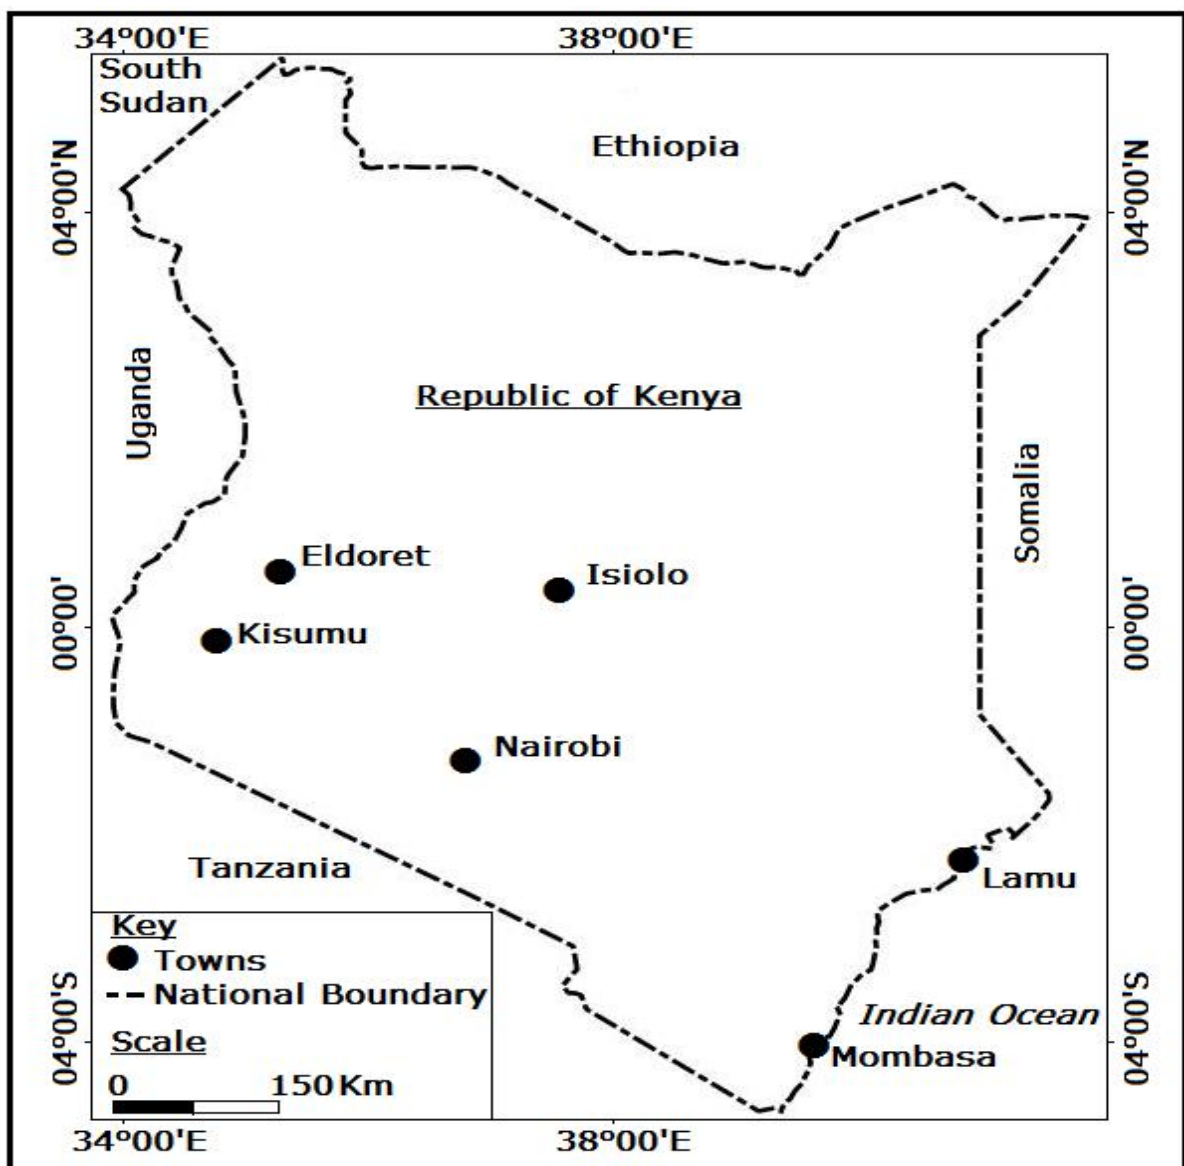 34°00'E
38°00'E
South
Sudan
Ethiopia
04°00'N
04°00'N
Uganda
Republic of Kenya
Somalia
Eldoret
Isiolo
00°00'
Kisumu
00°00'
Nairobi
Tanzania
Lamu
Key
Towns
National Boundary
04°00'S
Indian Ocean
04°00'S
Mombasa
Scale
0 150 Km
34°00'E
38°00'E